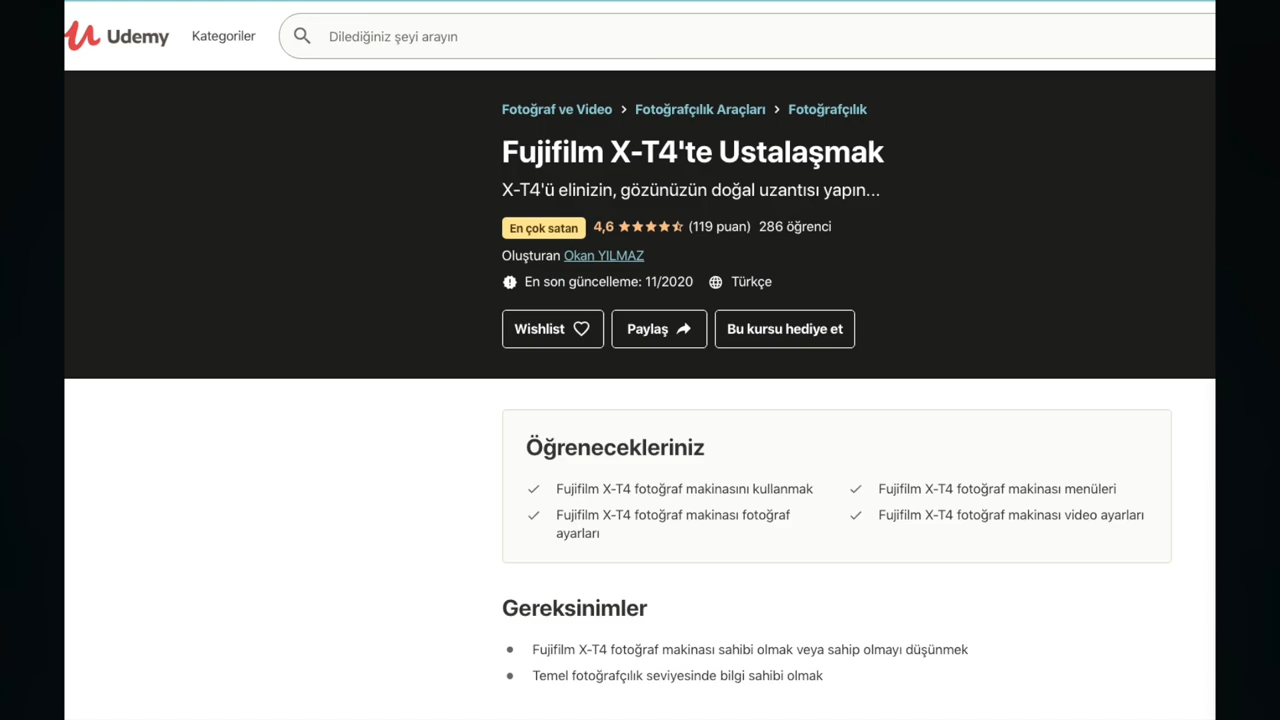 Udemy
Kategoriler
Dilediğiniz şeyi arayın
Fotoğraf ve Video > Fotoğrafçılık Araçları > Fotoğrafçılık
Fujifilm X-T4'te Ustalaşmak
X-T4'ü elinizin, gözünüzün doğal uzantısı yapın...
En çok satan 4,6 (119 puan) 286 öğrenci
Oluşturan Okan YILMAZ
En son güncelleme: 11/2020 Türkçe
Wishlist Paylaş Bu kursu hediye et
Öğrenecekleriniz
Fujifilm X-T4 fotoğraf makinasını kullanmak
Fujifilm X-T4 fotoğraf makinası menüleri
Fujifilm X-T4 fotoğraf makinası fotoğraf
ayarları
Fujifilm X-T4 fotoğraf makinası video ayarları
Gereksinimler
Fujifilm X-T4 fotoğraf makinası sahibi olmak veya sahip olmayı düşünmek
Temel fotoğrafçılık seviyesinde bilgi sahibi olmak